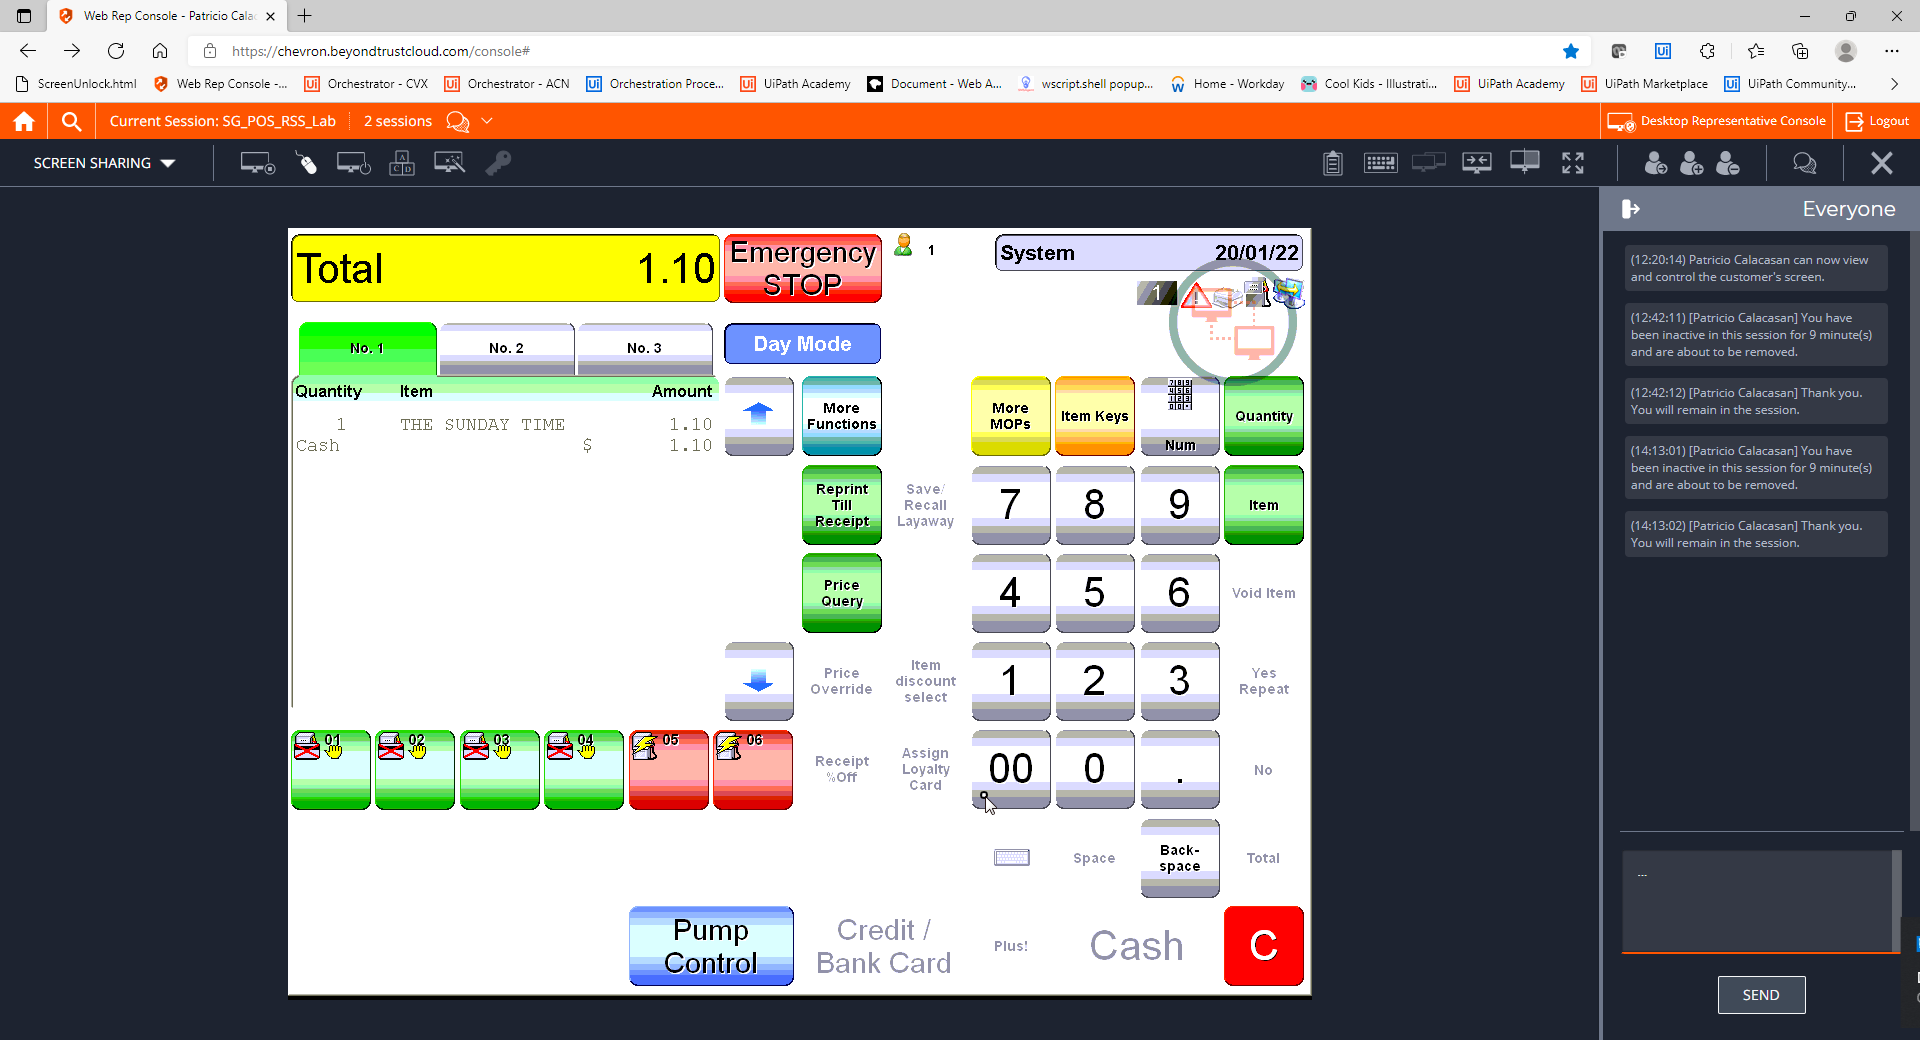 Web Rep Console - Patricio Cala
https://chevron.beyondtrustcloud.com/console#
ScreenUnlock.html
Web Rep Console -...
Orchestrator - CVX
Orchestrator - ACN
Orchestration Proce...
UiPath Academy
Document - Web A...
wscript.shell popup...
Home - Workday
Cool Kids - Illustrati...
UiPath Academy
UiPath Marketplace
UiPath Community...
Current Session: SG_POS_RSS_Lab
2 sessions
Desktop Representative Console
Logout
SCREEN SHARING
Everyone
Total 1.10
Emergency
STOP
1
System 20/01/22
1
No. 1
No. 2
No. 3
Day Mode
Quantity Item Amount
1 THE SUNDAY TIME 1.10
Cash $ 1.10
More
Functions
More
MOPs
Item Keys
Num
Quantity
Reprint
Till
Receipt
Save/
Recall
Layaway
7
8
9
Item
Price
Query
4
5
6
Void Item
Price
Override
Item
discount
select
1
2
3
Yes
Repeat
01
02
03
04
05
06
Receipt
%Off
Assign
Loyalty
Card
00
0
.
No
Space
Back-
space
Total
Pump
Control
Credit /
Bank Card
Plus!
Cash
C
(12:20:14) Patricio Calacasan can now view
and control the customer's screen.
(12:42:11) [Patricio Calacasan] You have
been inactive in this session for 9 minute(s)
and are about to be removed.
(12:42:12) [Patricio Calacasan] Thank you.
You will remain in the session.
(14:13:01) [Patricio Calacasan] You have
been inactive in this session for 9 minute(s)
and are about to be removed.
(14:13:02) [Patricio Calacasan] Thank you.
You will remain in the session.
...
SEND